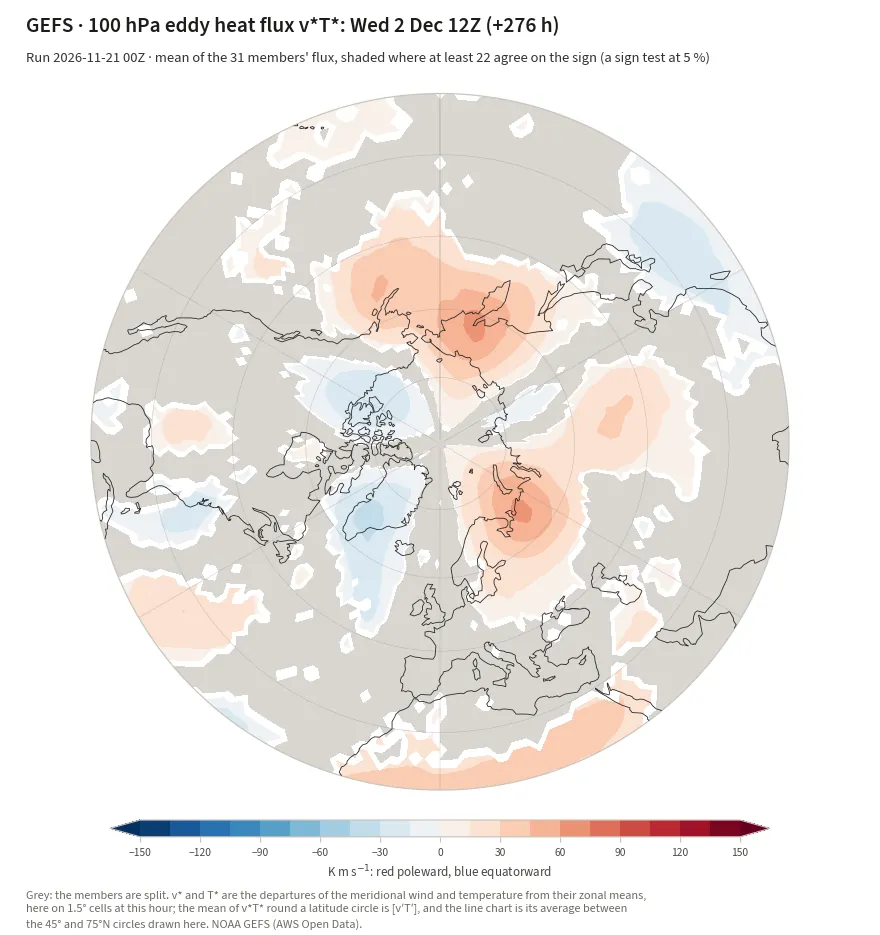 GEFS · 100 hPa eddy heat flux v*T*: Wed 2 Dec 12Z (+276 h)
Run 2026-11-21 00Z · mean of the 31 members' flux, shaded where at least 22 agree on the sign (a sign test at 5 %)
−150 −120 −90 −60 −30 0 30 60 90 120 150
K m s⁻¹: red poleward, blue equatorward
Grey: the members are split. v* and T* are the departures of the meridional wind and temperature from their zonal means,
here on 1.5° cells at this hour; the mean of v*T* round a latitude circle is [v′T′], and the line chart is its average between
the 45° and 75°N circles drawn here. NOAA GEFS (AWS Open Data).